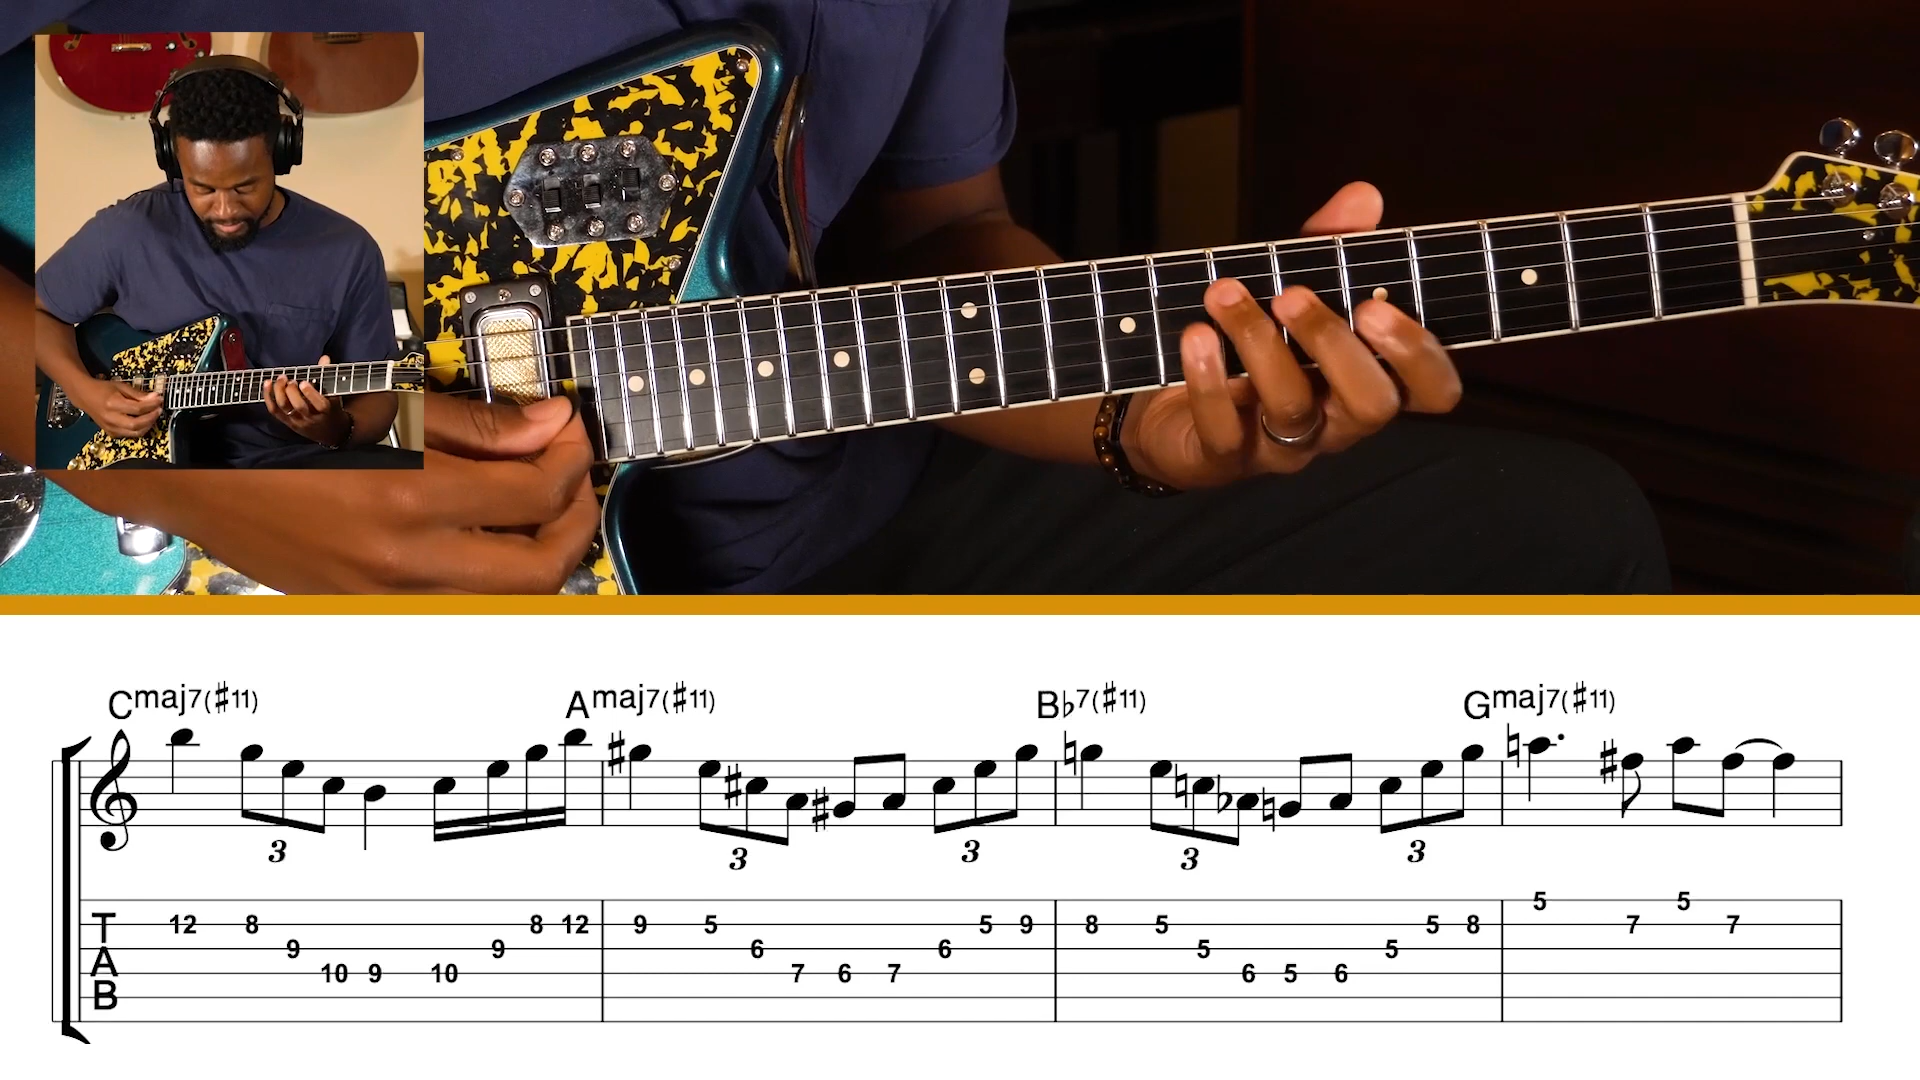 Cmaj7(♯11) Amaj7(♯11) B♭7(♯11) Gmaj7(♯11)
3 3 3 3 3
5 5
T 12 8 8 12 9 5 5 9 8 5 5 8 7 7
9 9 6 6 5 5
A 10 9 10 7 6 7 6 5 6
B